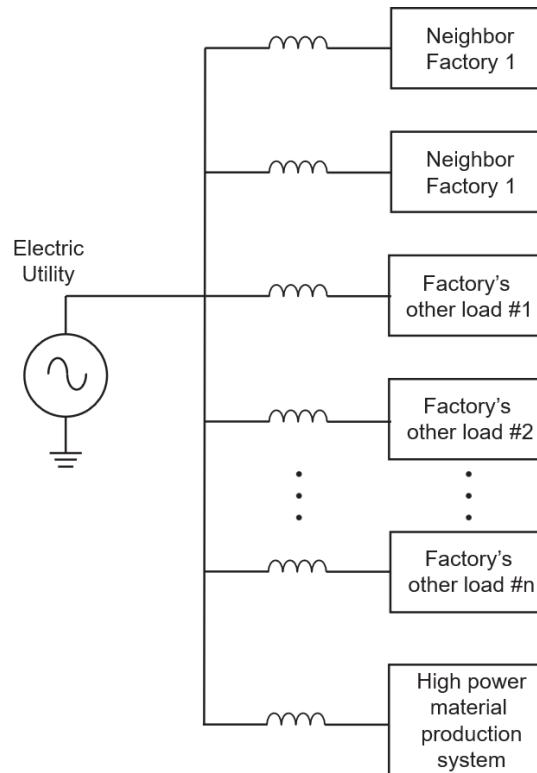 Neighbor
Factory 1
Neighbor
Factory 1
Electric
Utility
Factory's
other load #1
Factory's
other load #2
Factory's
other load #n
High power
material
production
system